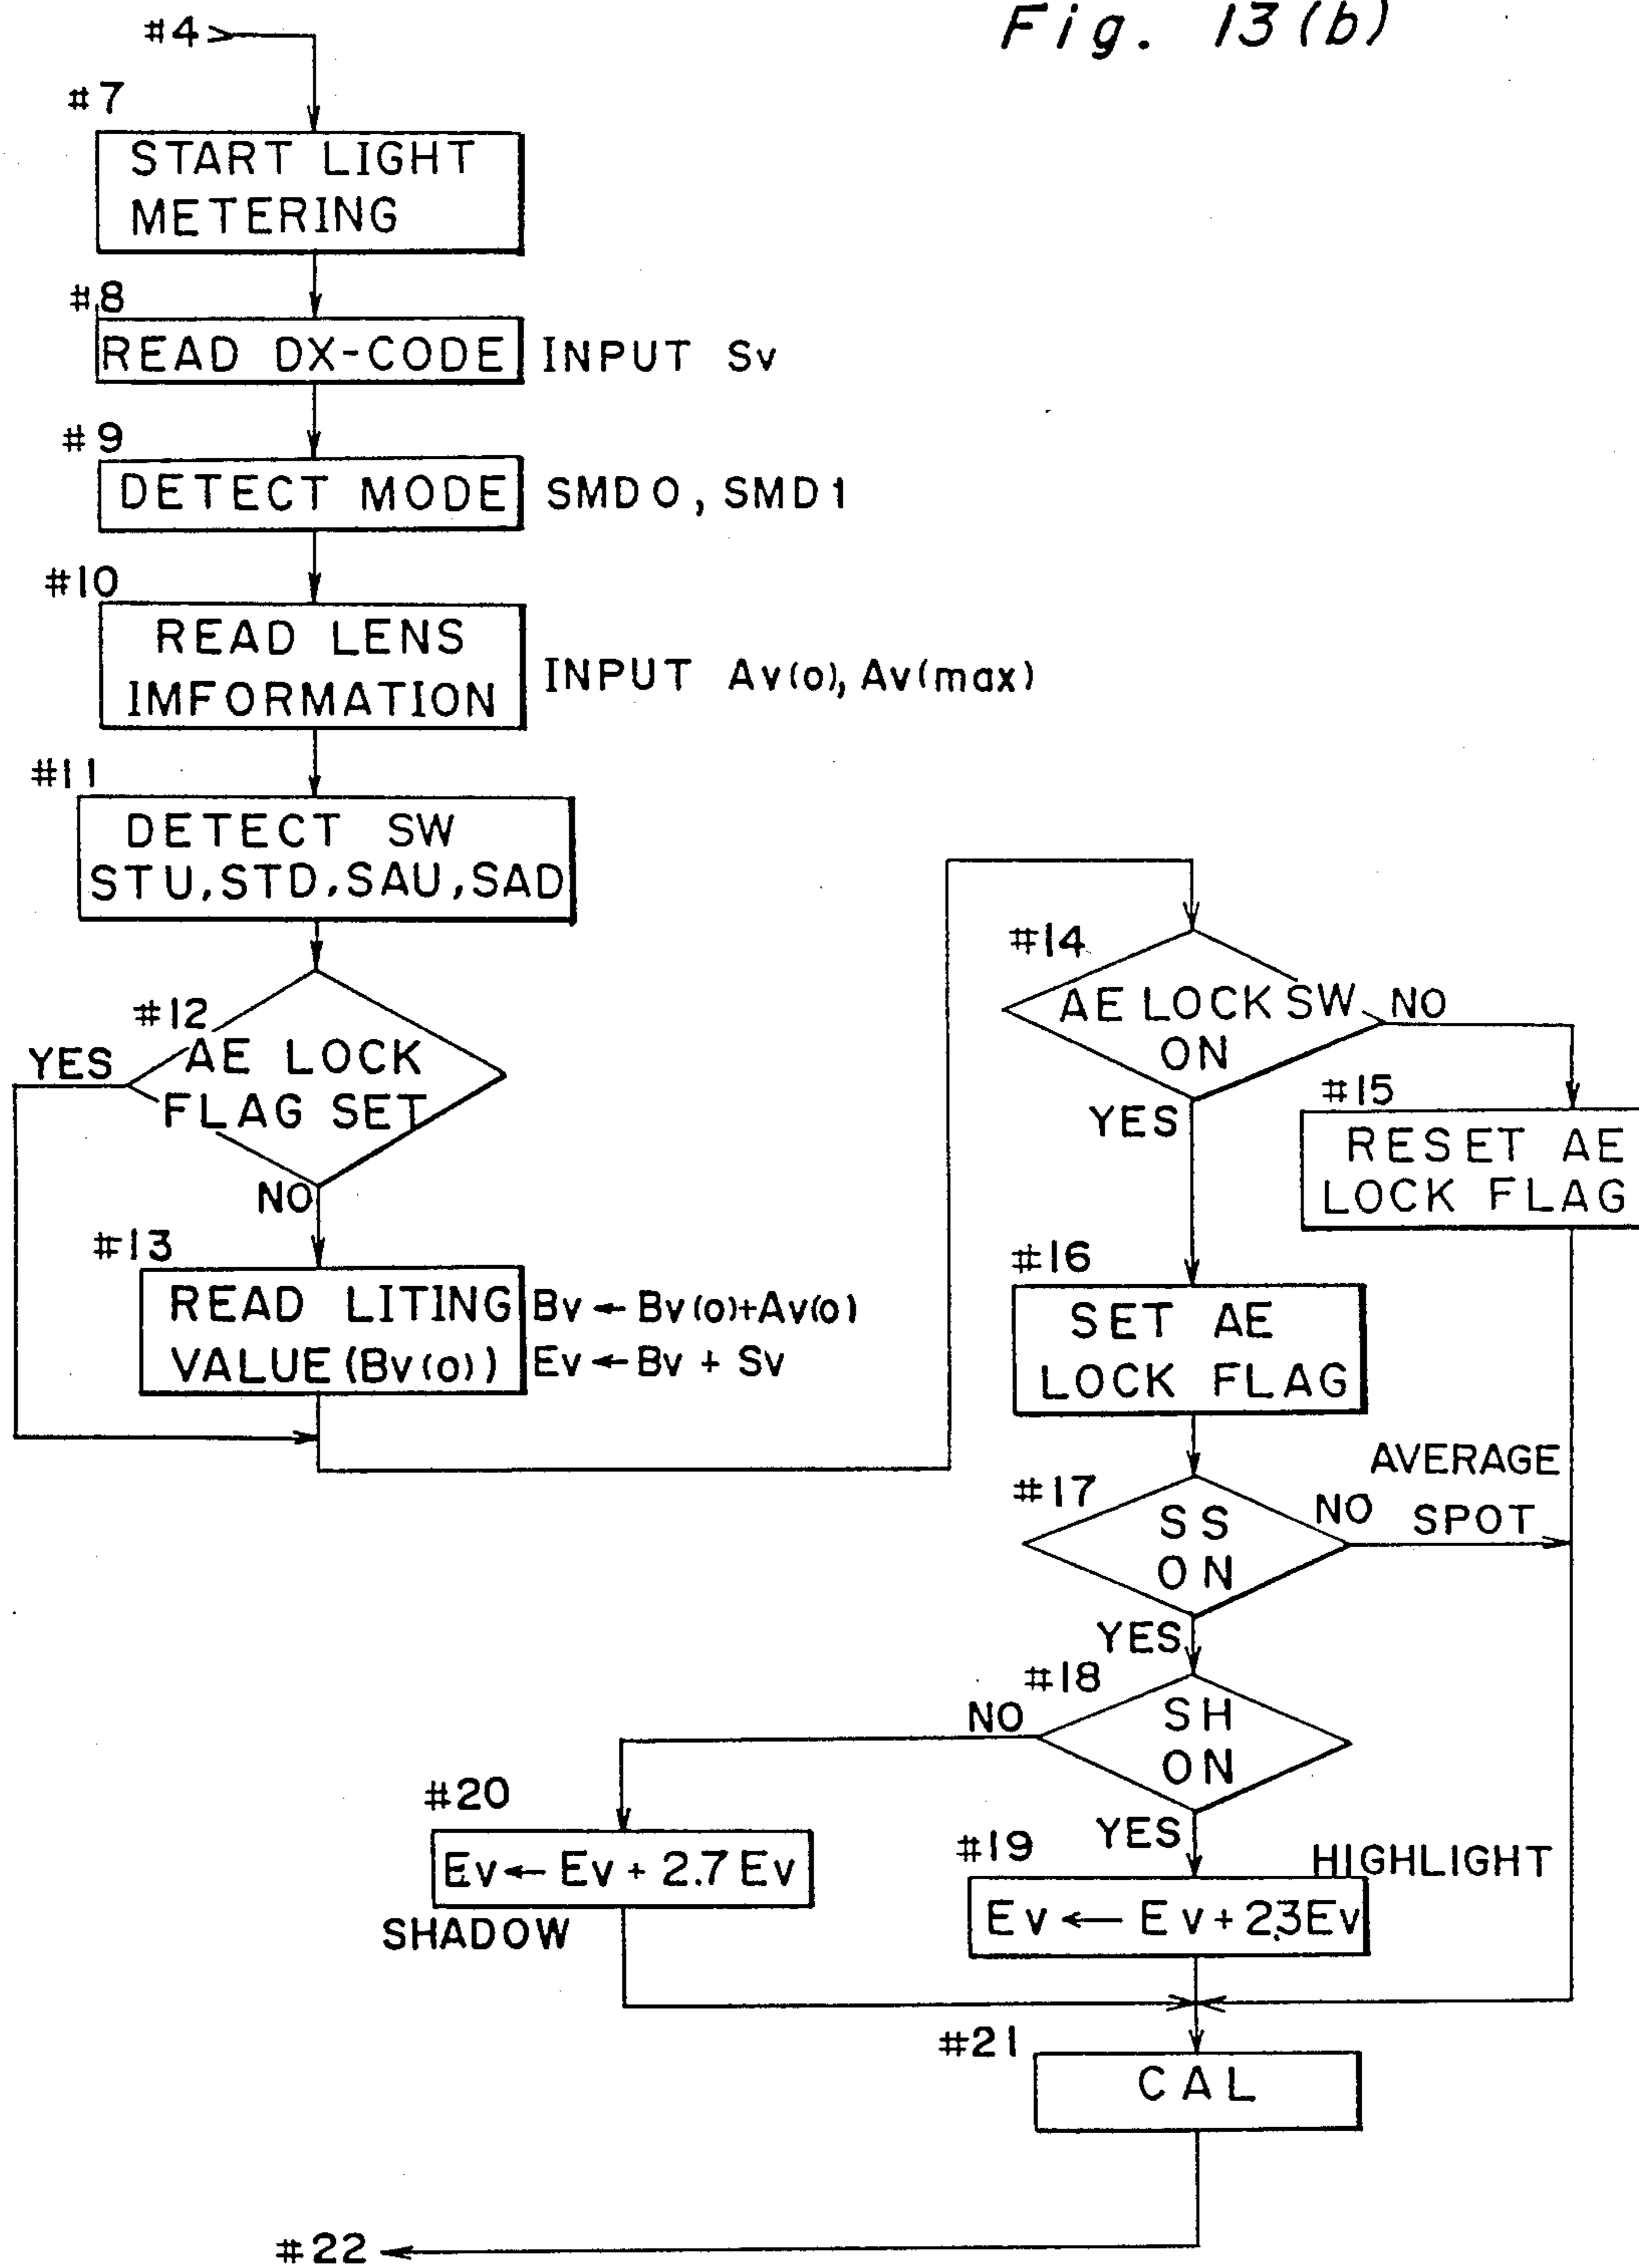 Fig. 13(b)
#4
#7
START LIGHT
METERING
#8
READ DX-CODE
INPUT Sv
#9
DETECT MODE
SMD0, SMD1
#10
READ LENS
IMFORMATION
INPUT Av(o), Av(max)
#11
DETECT SW
STU, STD, SAU, SAD
#12
AE LOCK
FLAG SET
YES
NO
#13
READ LITING
VALUE (Bv(o))
Bv ← Bv(o)+Av(o)
Ev ← Bv + Sv
#14
AE LOCK SW
ON
NO
YES
#15
RESET AE
LOCK FLAG
#16
SET AE
LOCK FLAG
#17
SS
ON
NO
AVERAGE
SPOT
YES
#18
SH
ON
NO
YES
#20
Ev ← Ev + 2.7 Ev
SHADOW
#19
HIGHLIGHT
Ev ← Ev + 2.3Ev
#21
CAL
#22